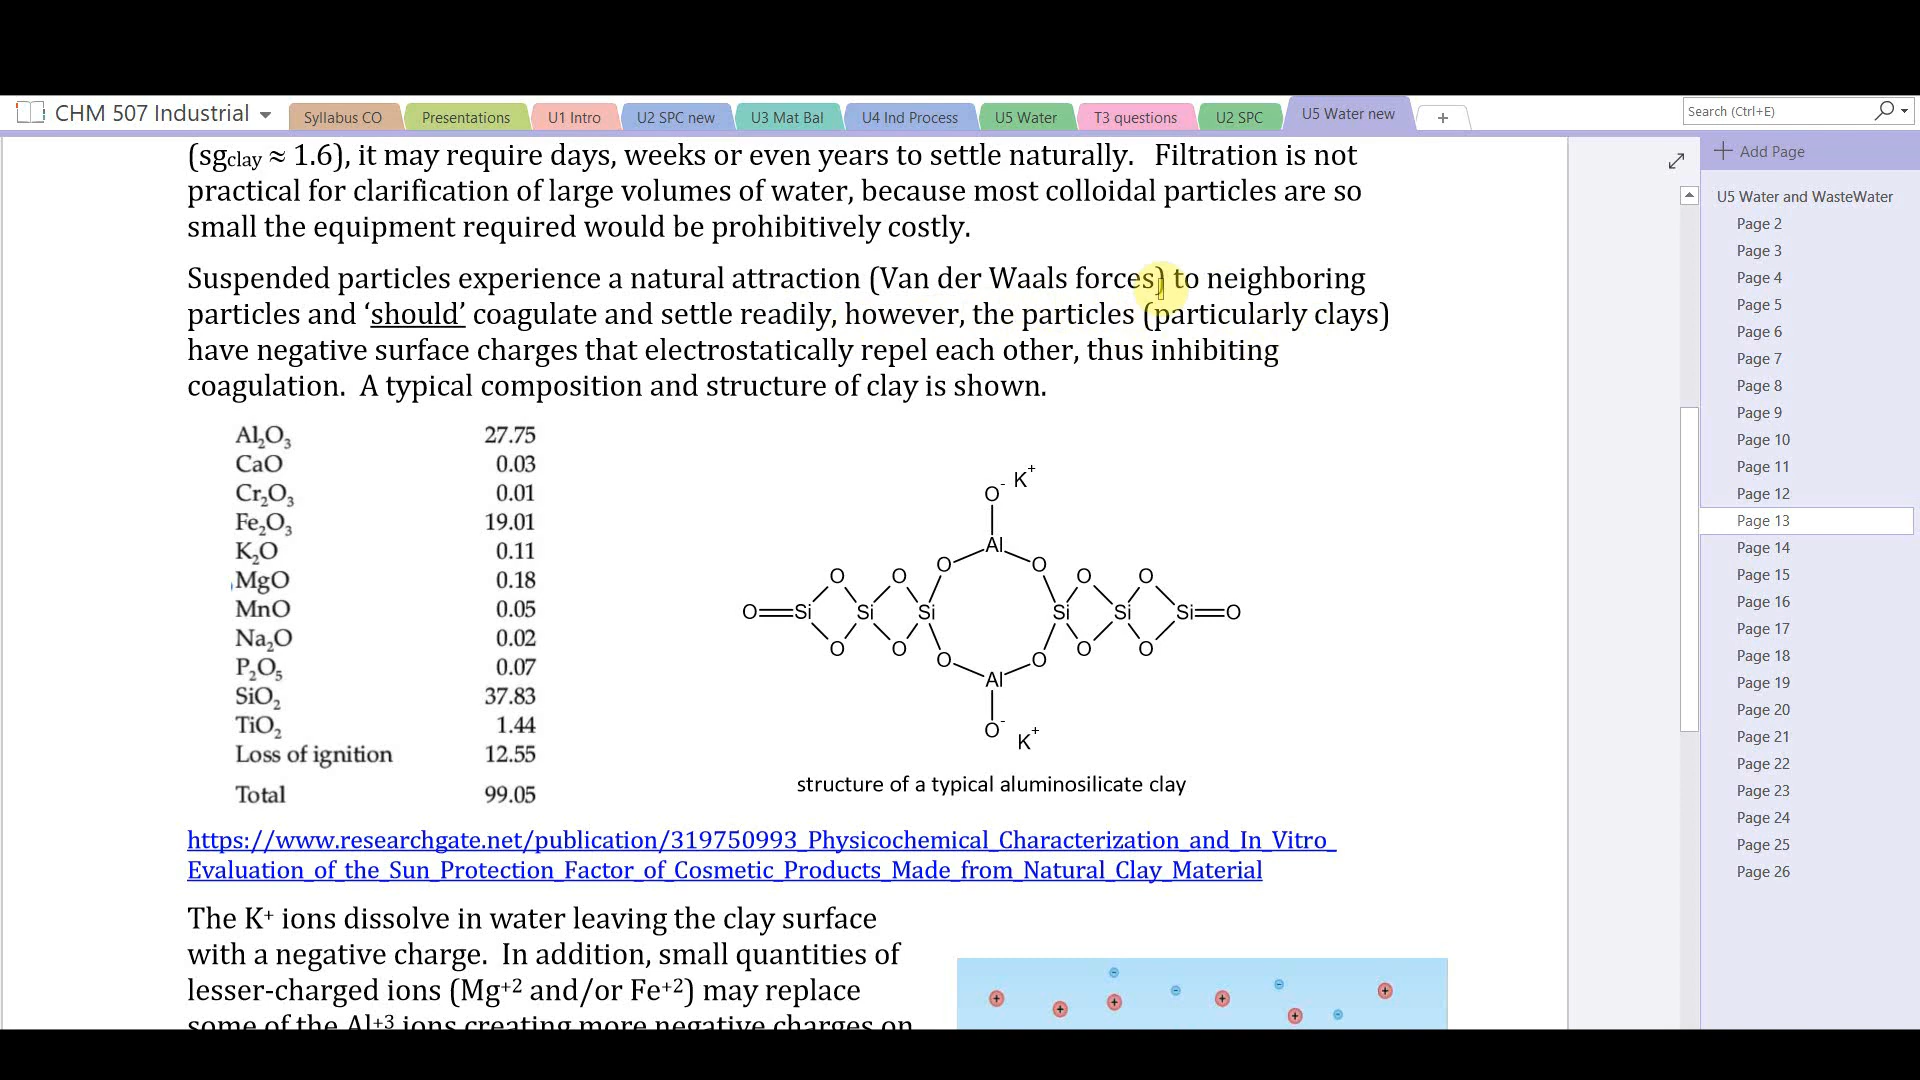 CHM 507 Industrial
Syllabus CO
Presentations
U1 Intro
U2 SPC new
U3 Mat Bal
U4 Ind Process
U5 Water
T3 questions
U2 SPC
U5 Water new
+
Search (Ctrl+E)
Add Page
(sgclay ≈ 1.6), it may require days, weeks or even years to settle naturally. Filtration is not
practical for clarification of large volumes of water, because most colloidal particles are so
small the equipment required would be prohibitively costly.
Suspended particles experience a natural attraction (Van der Waals forces) to neighboring
particles and ‘should’ coagulate and settle readily, however, the particles (particularly clays)
have negative surface charges that electrostatically repel each other, thus inhibiting
coagulation. A typical composition and structure of clay is shown.
Al₂O₃ 27.75
CaO 0.03
Cr₂O₃ 0.01
Fe₂O₃ 19.01
K₂O 0.11
MgO 0.18
MnO 0.05
Na₂O 0.02
P₂O₅ 0.07
SiO₂ 37.83
TiO₂ 1.44
Loss of ignition 12.55
Total 99.05
O⁻ K⁺
Al
O O
O O O O
O Si Si Si Si Si Si O
O O O O
O O
Al
O⁻ K⁺
structure of a typical aluminosilicate clay
https://www.researchgate.net/publication/319750993_Physicochemical_Characterization_and_In_Vitro_
Evaluation_of_the_Sun_Protection_Factor_of_Cosmetic_Products_Made_from_Natural_Clay_Material
The K⁺ ions dissolve in water leaving the clay surface
with a negative charge. In addition, small quantities of
lesser-charged ions (Mg⁺² and/or Fe⁺²) may replace
some of the Al⁺³ ions creating more negative charges on
U5 Water and WasteWater
Page 2
Page 3
Page 4
Page 5
Page 6
Page 7
Page 8
Page 9
Page 10
Page 11
Page 12
Page 13
Page 14
Page 15
Page 16
Page 17
Page 18
Page 19
Page 20
Page 21
Page 22
Page 23
Page 24
Page 25
Page 26